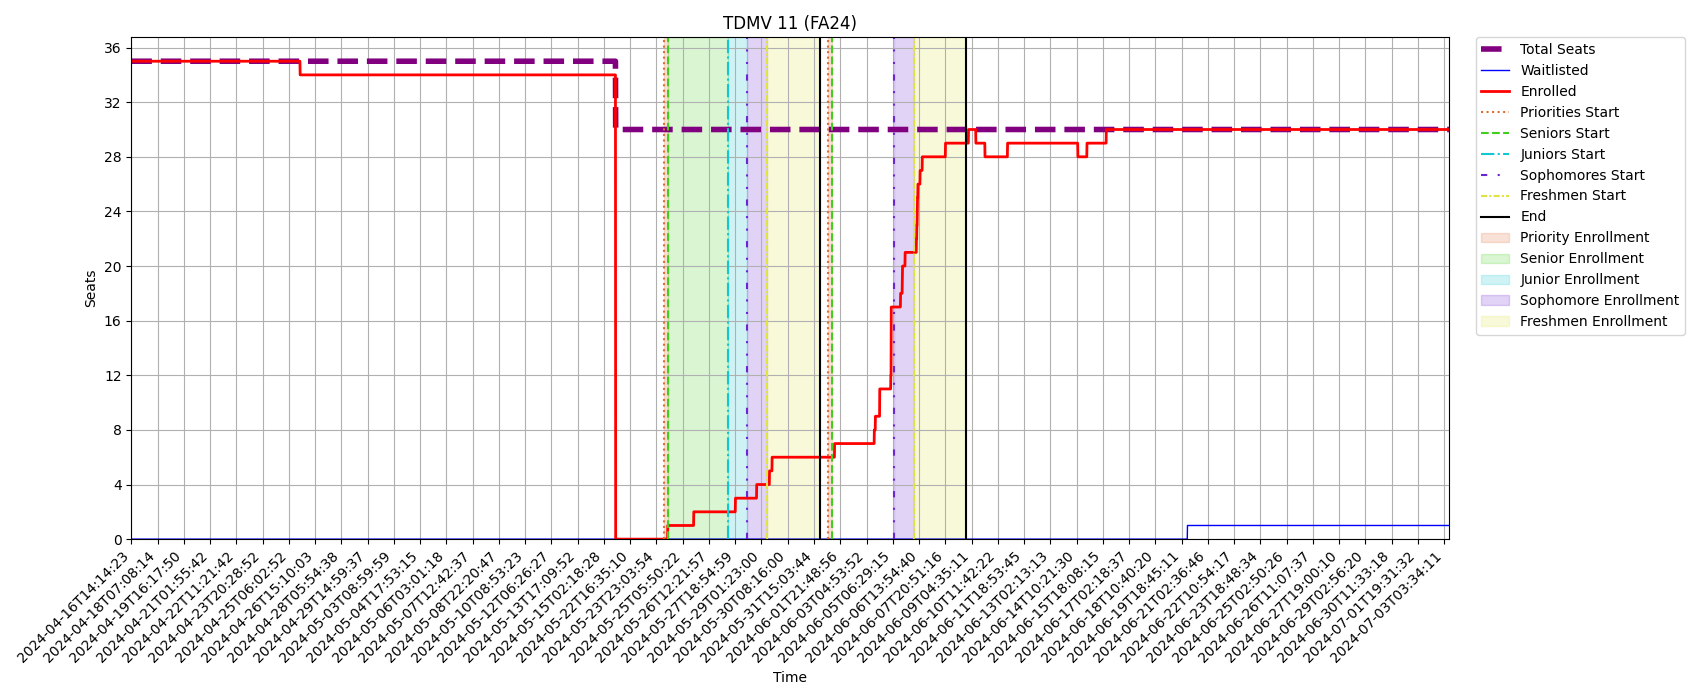 TDMV 11 (FA24)
Seats
36
32
28
24
20
16
12
8
4
0
2024-04-16T14:14:23
2024-04-18T07:08:14
2024-04-19T16:17:50
2024-04-21T01:55:42
2024-04-22T11:21:42
2024-04-23T20:28:52
2024-04-25T06:02:52
2024-04-26T15:10:03
2024-04-28T05:54:38
2024-04-29T14:59:37
2024-05-03T08:59:59
2024-05-04T17:53:15
2024-05-06T03:01:18
2024-05-07T12:42:37
2024-05-08T22:20:47
2024-05-10T08:53:23
2024-05-12T06:26:27
2024-05-13T17:09:52
2024-05-15T02:18:28
2024-05-22T16:35:10
2024-05-23T23:03:54
2024-05-25T05:50:22
2024-05-26T12:21:57
2024-05-27T18:54:59
2024-05-29T01:23:00
2024-05-30T08:16:00
2024-05-31T15:03:44
2024-06-01T21:48:56
2024-06-03T04:53:52
2024-06-05T06:29:15
2024-06-06T13:54:40
2024-06-07T20:51:16
2024-06-09T04:35:11
2024-06-10T11:42:22
2024-06-11T18:53:45
2024-06-13T02:13:13
2024-06-14T10:21:30
2024-06-15T18:08:15
2024-06-17T02:18:37
2024-06-18T10:40:20
2024-06-19T18:45:11
2024-06-21T02:36:46
2024-06-22T10:54:17
2024-06-23T18:48:34
2024-06-25T02:50:26
2024-06-26T11:07:37
2024-06-27T19:00:10
2024-06-29T02:56:20
2024-06-30T11:33:18
2024-07-01T19:31:32
2024-07-03T03:34:11
Time
Total Seats
Waitlisted
Enrolled
Priorities Start
Seniors Start
Juniors Start
Sophomores Start
Freshmen Start
End
Priority Enrollment
Senior Enrollment
Junior Enrollment
Sophomore Enrollment
Freshmen Enrollment